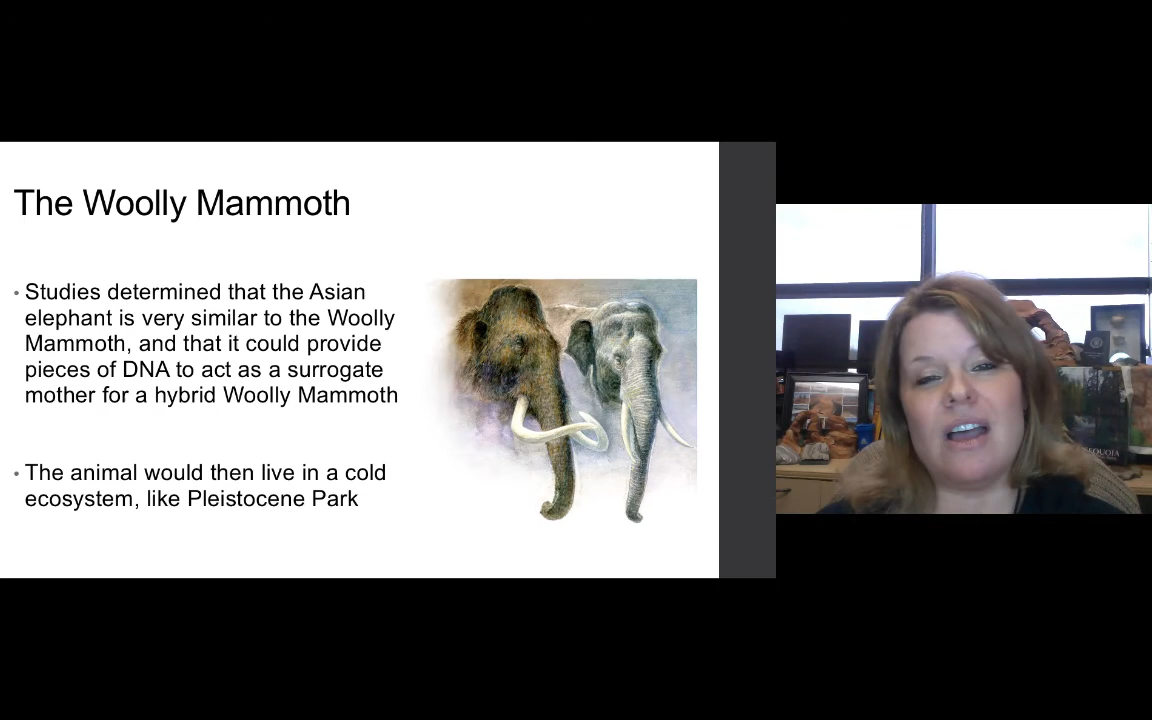 The Woolly Mammoth
• Studies determined that the Asian
elephant is very similar to the Woolly
Mammoth, and that it could provide
pieces of DNA to act as a surrogate
mother for a hybrid Woolly Mammoth
• The animal would then live in a cold
ecosystem, like Pleistocene Park
SEQUOIA